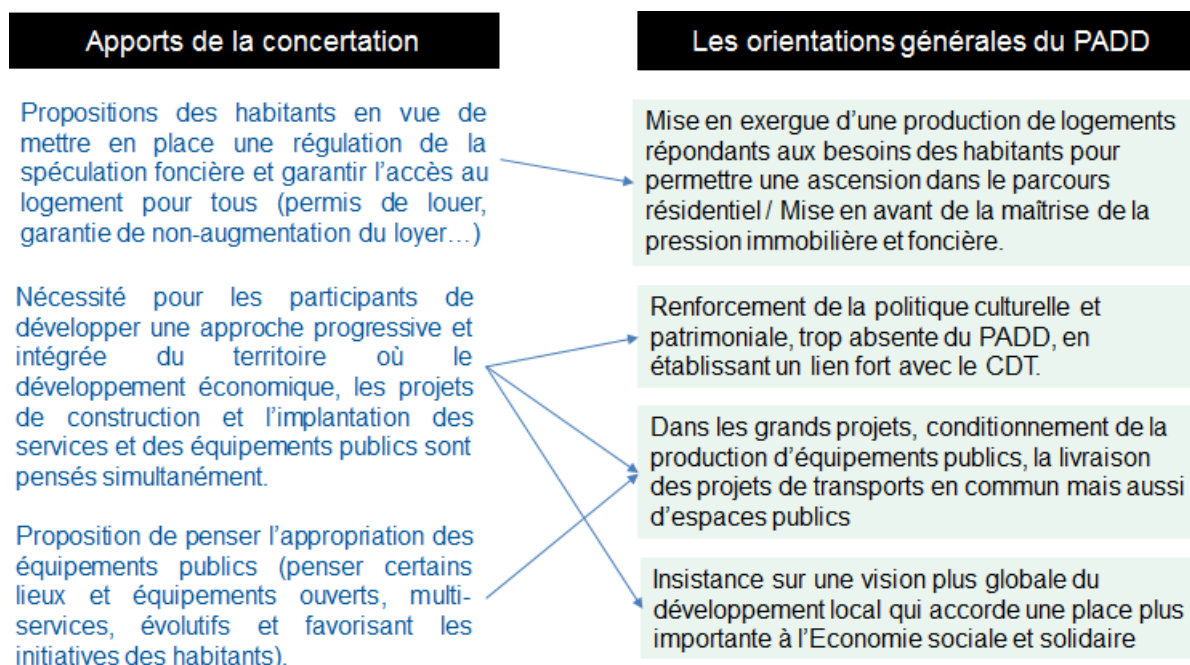 Apports de la concertation
Propositions des habitants en vue de
mettre en place une régulation de la
spéculation foncière et garantir l’accès au
logement pour tous (permis de louer,
garantie de non-augmentation du loyer…)
Nécessité pour les participants de
développer une approche progressive et
intégrée du territoire où le
développement économique, les projets
de construction et l’implantation des
services et des équipements publics sont
pensés simultanément.
Proposition de penser l’appropriation des
équipements publics (penser certains
lieux et équipements ouverts, multi-
services, évolutifs et favorisant les
initiatives des habitants).
Les orientations générales du PADD
Mise en exergue d’une production de logements
répondants aux besoins des habitants pour
permettre une ascension dans le parcours
résidentiel / Mise en avant de la maîtrise de la
pression immobilière et foncière.
Renforcement de la politique culturelle et
patrimoniale, trop absente du PADD, en
établissant un lien fort avec le CDT.
Dans les grands projets, conditionnement de la
production d’équipements publics, la livraison
des projets de transports en commun mais aussi
d’espaces publics
Insistance sur une vision plus globale du
développement local qui accorde une place plus
importante à l’Economie sociale et solidaire